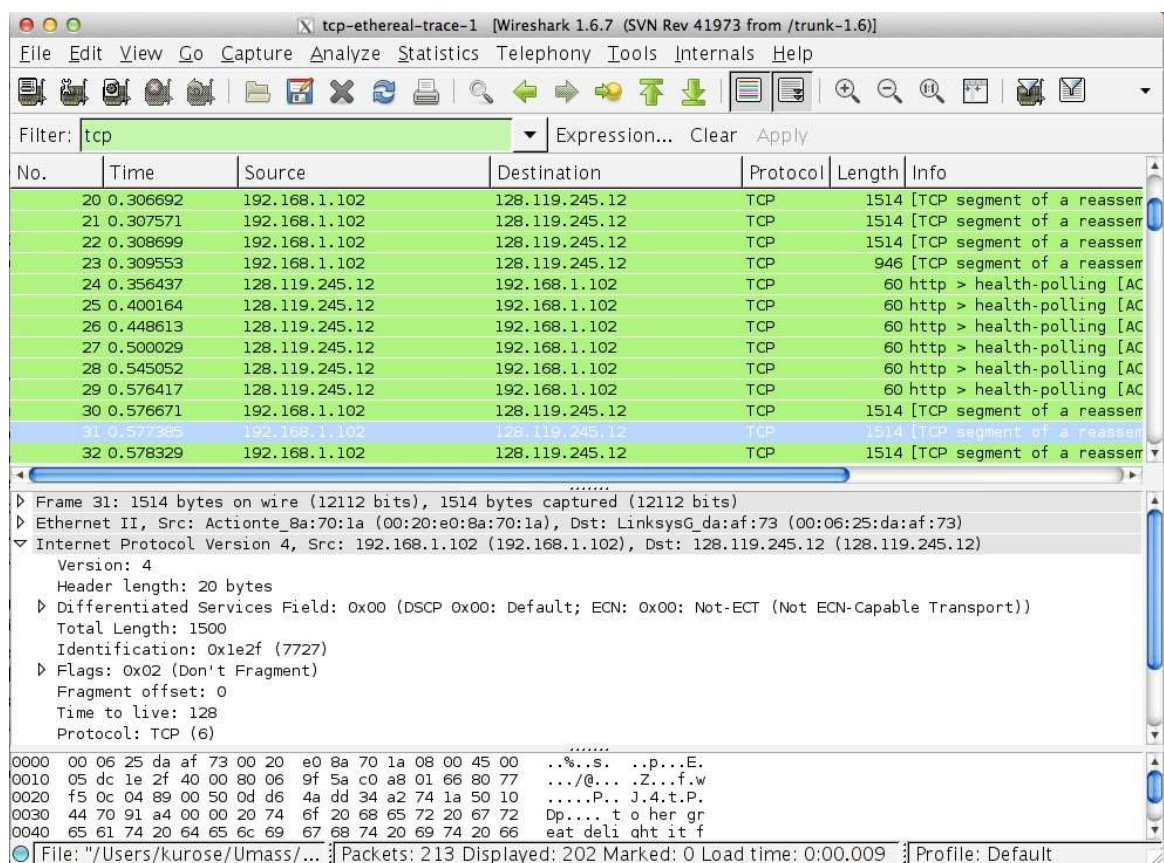 tcp-ethereal-trace-1 [Wireshark 1.6.7 (SVN Rev 41973 from /trunk-1.6)]
File Edit View Go Capture Analyze Statistics Telephony Tools Internals Help
Filter: tcp Expression... Clear Apply
No. Time Source Destination Protocol Length Info
20 0.306692 192.168.1.102 128.119.245.12 TCP 1514 [TCP segment of a reassem
21 0.307571 192.168.1.102 128.119.245.12 TCP 1514 [TCP segment of a reassem
22 0.308699 192.168.1.102 128.119.245.12 TCP 1514 [TCP segment of a reassem
23 0.309553 192.168.1.102 128.119.245.12 TCP 946 [TCP segment of a reassem
24 0.356437 128.119.245.12 192.168.1.102 TCP 60 http > health-polling [AC
25 0.400164 128.119.245.12 192.168.1.102 TCP 60 http > health-polling [AC
26 0.448613 128.119.245.12 192.168.1.102 TCP 60 http > health-polling [AC
27 0.500029 128.119.245.12 192.168.1.102 TCP 60 http > health-polling [AC
28 0.545052 128.119.245.12 192.168.1.102 TCP 60 http > health-polling [AC
29 0.576417 128.119.245.12 192.168.1.102 TCP 60 http > health-polling [AC
30 0.576671 192.168.1.102 128.119.245.12 TCP 1514 [TCP segment of a reassem
31 0.577385 192.168.1.102 128.119.245.12 TCP 1514 [TCP segment of a reassem
32 0.578329 192.168.1.102 128.119.245.12 TCP 1514 [TCP segment of a reassem
Frame 31: 1514 bytes on wire (12112 bits), 1514 bytes captured (12112 bits)
Ethernet II, Src: Actionte_8a:70:1a (00:20:e0:8a:70:1a), Dst: LinksysG_da:af:73 (00:06:25:da:af:73)
Internet Protocol Version 4, Src: 192.168.1.102 (192.168.1.102), Dst: 128.119.245.12 (128.119.245.12)
Version: 4
Header length: 20 bytes
Differentiated Services Field: 0x00 (DSCP 0x00: Default; ECN: 0x00: Not-ECT (Not ECN-Capable Transport))
Total Length: 1500
Identification: 0x1e2f (7727)
Flags: 0x02 (Don't Fragment)
Fragment offset: 0
Time to live: 128
Protocol: TCP (6)
0000 00 06 25 da af 73 00 20 e0 8a 70 1a 08 00 45 00 ..%..s. ..p...E.
0010 05 dc 1e 2f 40 00 80 06 9f 5a c0 a8 01 66 80 77 .../@... .Z...f.w
0020 f5 0c 04 89 00 50 0d d6 4a dd 34 a2 74 1a 50 10 .....P.. J.4.t.P.
0030 44 70 91 a4 00 00 20 74 6f 20 68 65 72 20 67 72 Dp.... t o her gr
0040 65 61 74 20 64 65 6c 69 67 68 74 20 69 74 20 66 eat deli ght it f
File: "/Users/kurose/Umass/... Packets: 213 Displayed: 202 Marked: 0 Load time: 0:00.009 Profile: Default